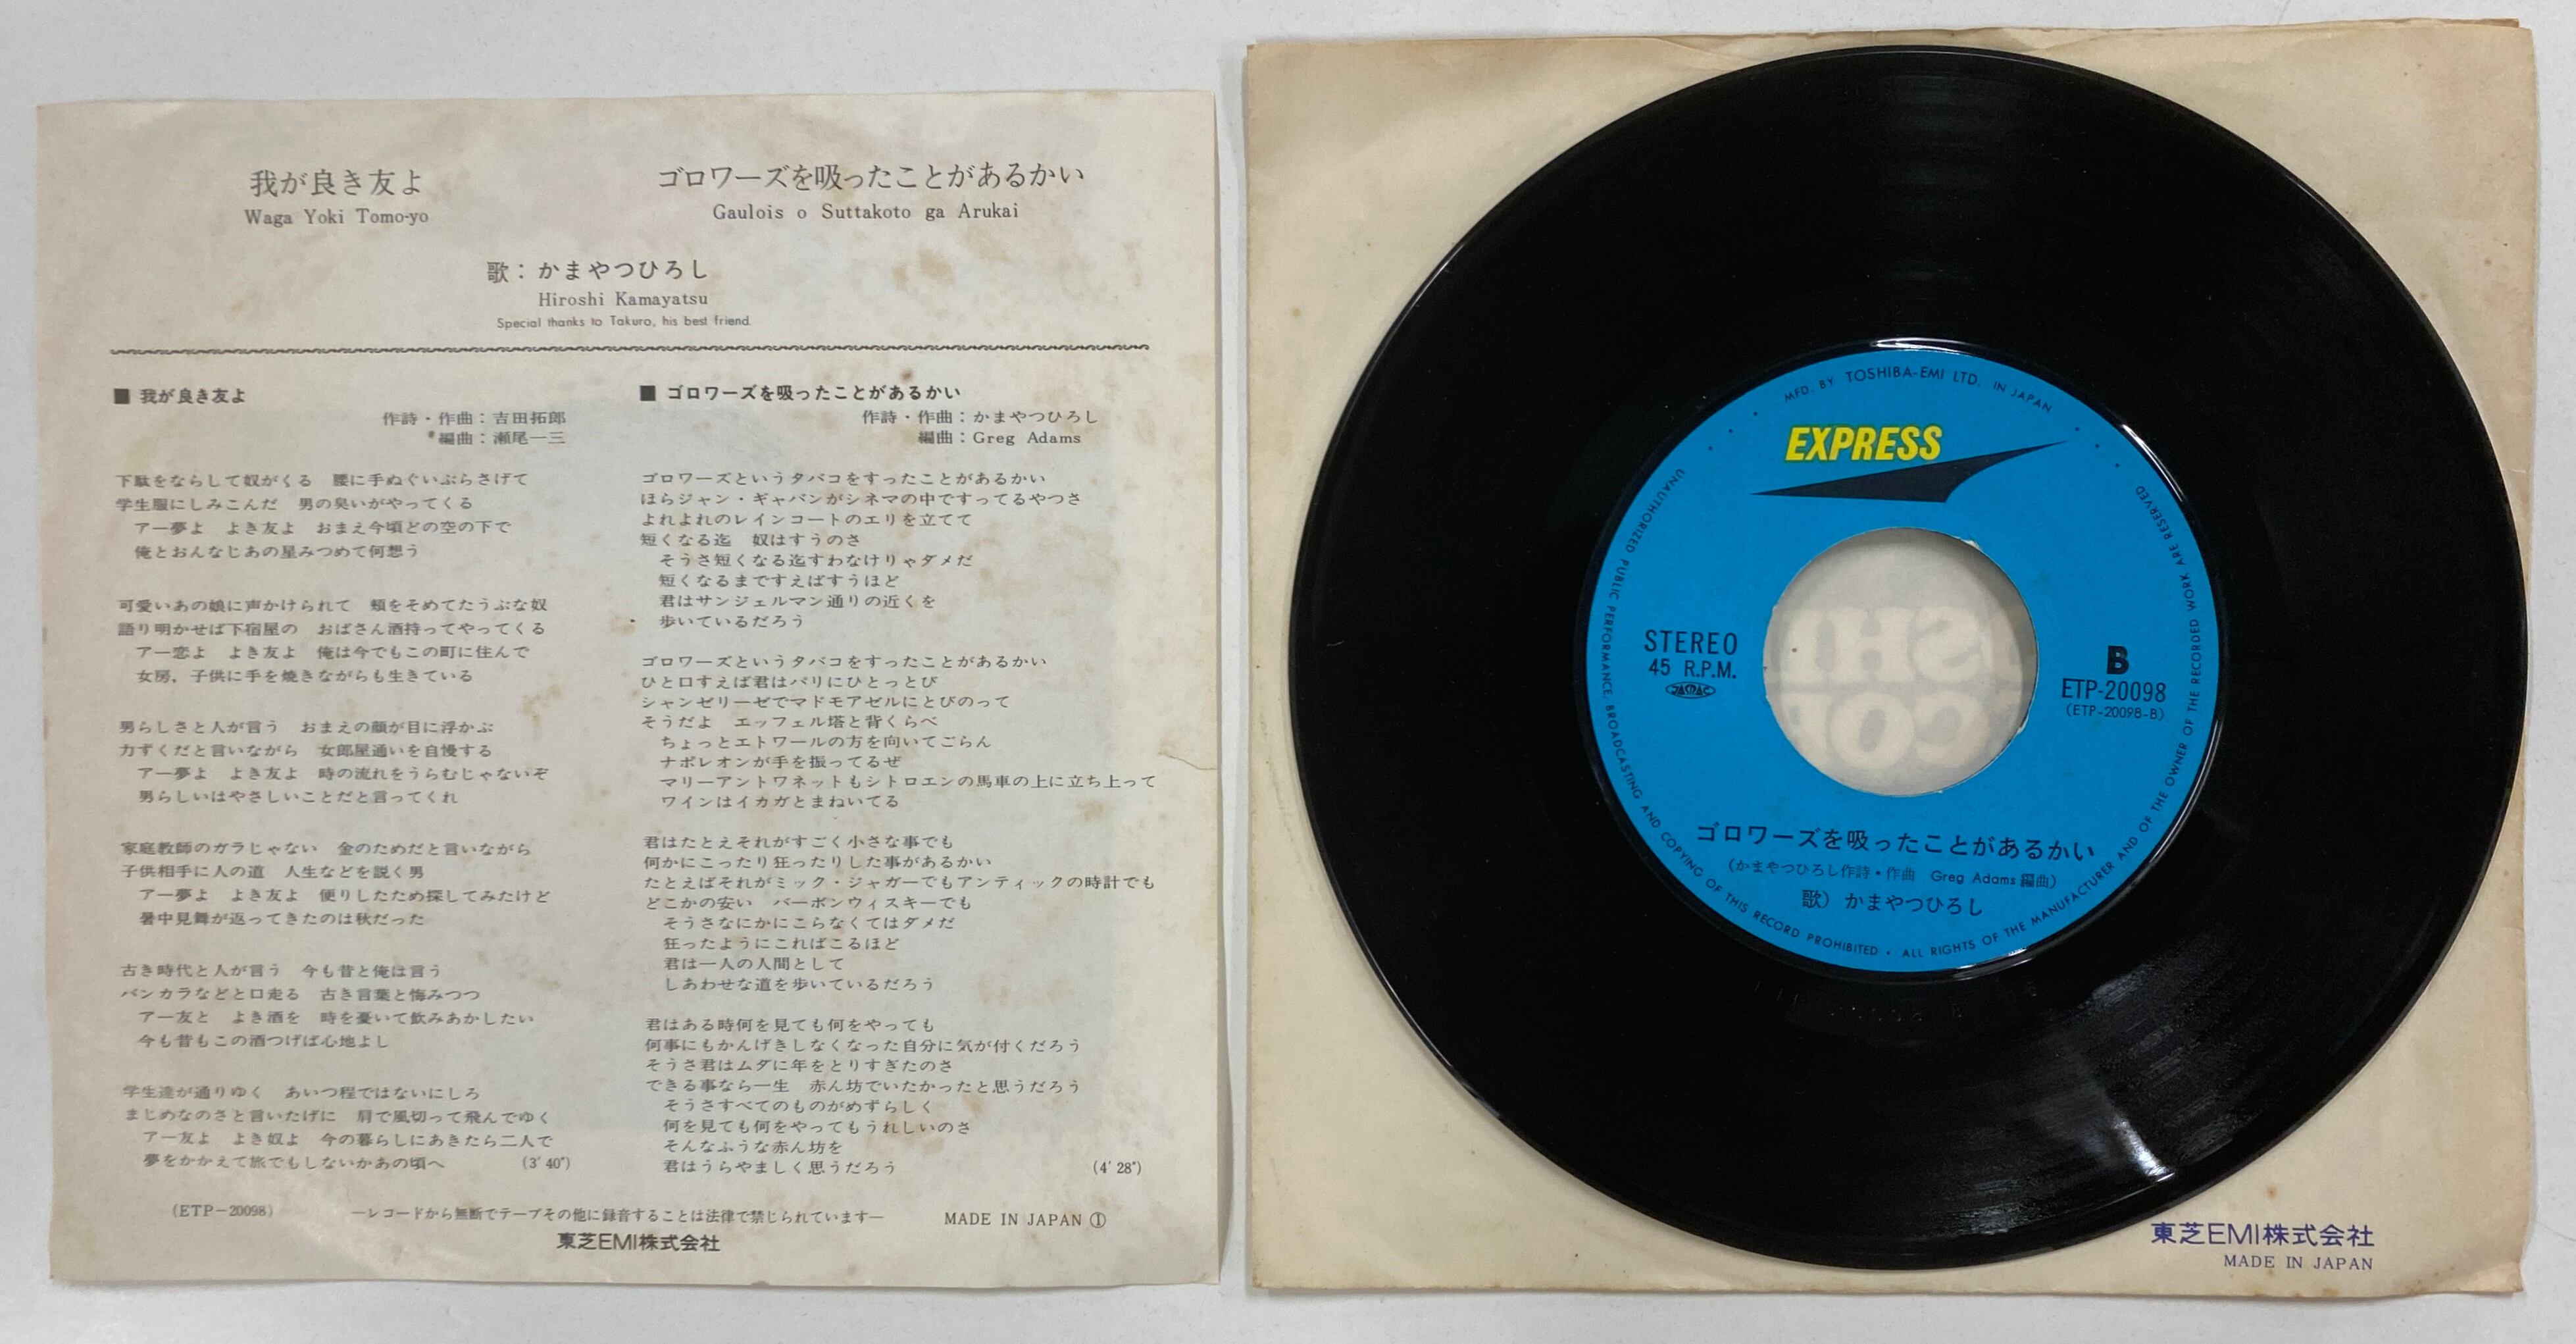 我が良き友よ
Waga Yoki Tomo-yo
ゴロワーズを吸ったことがあるかい
Gaulois o Suttakoto ga Arukai
歌：かまやつひろし
Hiroshi Kamayatsu
Special thanks to Takuro, his best friend.
■ 我が良き友よ
作詩・作曲：吉田拓郎
編曲：瀬尾一三
下駄をならして奴がくる　腰に手ぬぐいぶらさげて
学生服にしみこんだ　男の臭いがやってくる
アー夢よ　よき友よ　おまえ今頃どの空の下で
俺とおんなじあの星みつめて何想う
可愛いあの娘に声かけられて　頬をそめてたうぶな奴
語り明かせば下宿屋の　おばさん酒持ってやってくる
アー恋よ　よき友よ　俺は今でもこの町に住んで
女房，子供に手を焼きながらも生きている
男らしさと人が言う　おまえの顔が目に浮かぶ
力ずくだと言いながら　女郎屋通いを自慢する
アー夢よ　よき友よ　時の流れをうらむじゃないぞ
男らしいはやさしいことだと言ってくれ
家庭教師のガラじゃない　金のためだと言いながら
子供相手に人の道　人生などを説く男
アー夢よ　よき友よ　便りしたため探してみたけど
暑中見舞が返ってきたのは秋だった
古き時代と人が言う　今も昔と俺は言う
バンカラなどと口走る　古き言葉と悔みつつ
アー友と　よき酒を　時を憂いて飲みあかしたい
今も昔もこの酒つげば心地よし
学生達が通りゆく　あいつ程ではないにしろ
まじめなのさと言いたげに　肩で風切って飛んでゆく
アー友よ　よき奴よ　今の暮らしにあきたら二人で
夢をかかえて旅でもしないかあの頃へ　(3′40″)
■ ゴロワーズを吸ったことがあるかい
作詩・作曲：かまやつひろし
編曲：Greg Adams
ゴロワーズというタバコをすったことがあるかい
ほらジャン・ギャバンがシネマの中ですってるやつさ
よれよれのレインコートのエリを立てて
短くなる迄　奴はすうのさ
そうさ短くなる迄すわなけりゃダメだ
短くなるまですえばすうほど
君はサンジェルマン通りの近くを
歩いているだろう
ゴロワーズというタバコをすったことがあるかい
ひと口すえば君はパリにひとっとび
シャンゼリーゼでマドモアゼルにとびのって
そうだよ　エッフェル塔と背くらべ
ちょっとエトワールの方を向いてごらん
ナポレオンが手を振ってるぜ
マリーアントワネットもシトロエンの馬車の上に立ち上って
ワインはイカガとまねいてる
君はたとえそれがすごく小さな事でも
何かにこったり狂ったりした事があるかい
たとえばそれがミック・ジャガーでもアンティックの時計でも
どこかの安い　バーボンウィスキーでも
そうさなにかにこらなくてはダメだ
狂ったようにこればこるほど
君は一人の人間として
しあわせな道を歩いているだろう
君はある時何を見ても何をやっても
何事にもかんげきしなくなった自分に気が付くだろう
そうさ君はムダに年をとりすぎたのさ
できる事なら一生　赤ん坊でいたかったと思うだろう
そうさすべてのものがめずらしく
何を見ても何をやってもうれしいのさ
そんなふうな赤ん坊を
君はうらやましく思うだろう　(4′28″)
(ETP-20098)　―レコードから無断でテープその他に録音することは法律で禁じられています―　MADE IN JAPAN ①
東芝EMI株式会社
MFD. BY TOSHIBA-EMI LTD. IN JAPAN
EXPRESS
STEREO
45 R.P.M.
JASRAC
B
ETP-20098
(ETP-20098-B)
ゴロワーズを吸ったことがあるかい
(かまやつひろし作詩・作曲　Greg Adams 編曲)
歌）かまやつひろし
UNAUTHORIZED PUBLIC PERFORMANCE, BROADCASTING AND COPYING OF THIS RECORD PROHIBITED • ALL RIGHTS OF THE MANUFACTURER AND OF THE OWNER OF THE RECORDED WORK ARE RESERVED
東芝EMI株式会社
MADE IN JAPAN